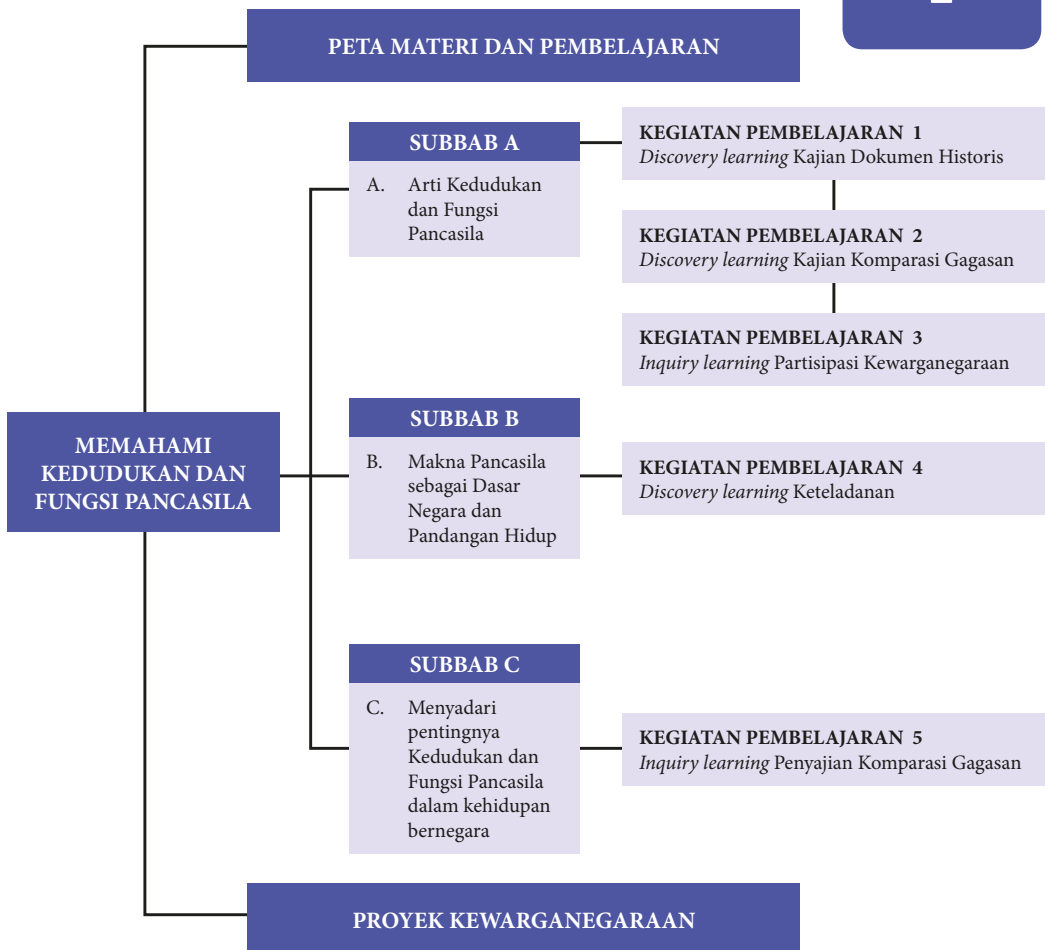 PETA MATERI DAN PEMBELAJARAN
SUBBAB A
A. Arti Kedudukan
dan Fungsi
Pancasila
KEGIATAN PEMBELAJARAN 1
Discovery learning Kajian Dokumen Historis
KEGIATAN PEMBELAJARAN 2
Discovery learning Kajian Komparasi Gagasan
KEGIATAN PEMBELAJARAN 3
Inquiry learning Partisipasi Kewarganegaraan
MEMAHAMI
KEDUDUKAN DAN
FUNGSI PANCASILA
SUBBAB B
B. Makna Pancasila
sebagai Dasar
Negara dan
Pandangan Hidup
KEGIATAN PEMBELAJARAN 4
Discovery learning Keteladanan
SUBBAB C
C. Menyadari
pentingnya
Kedudukan dan
Fungsi Pancasila
dalam kehidupan
bernegara
KEGIATAN PEMBELAJARAN 5
Inquiry learning Penyajian Komparasi Gagasan
PROYEK KEWARGANEGARAAN